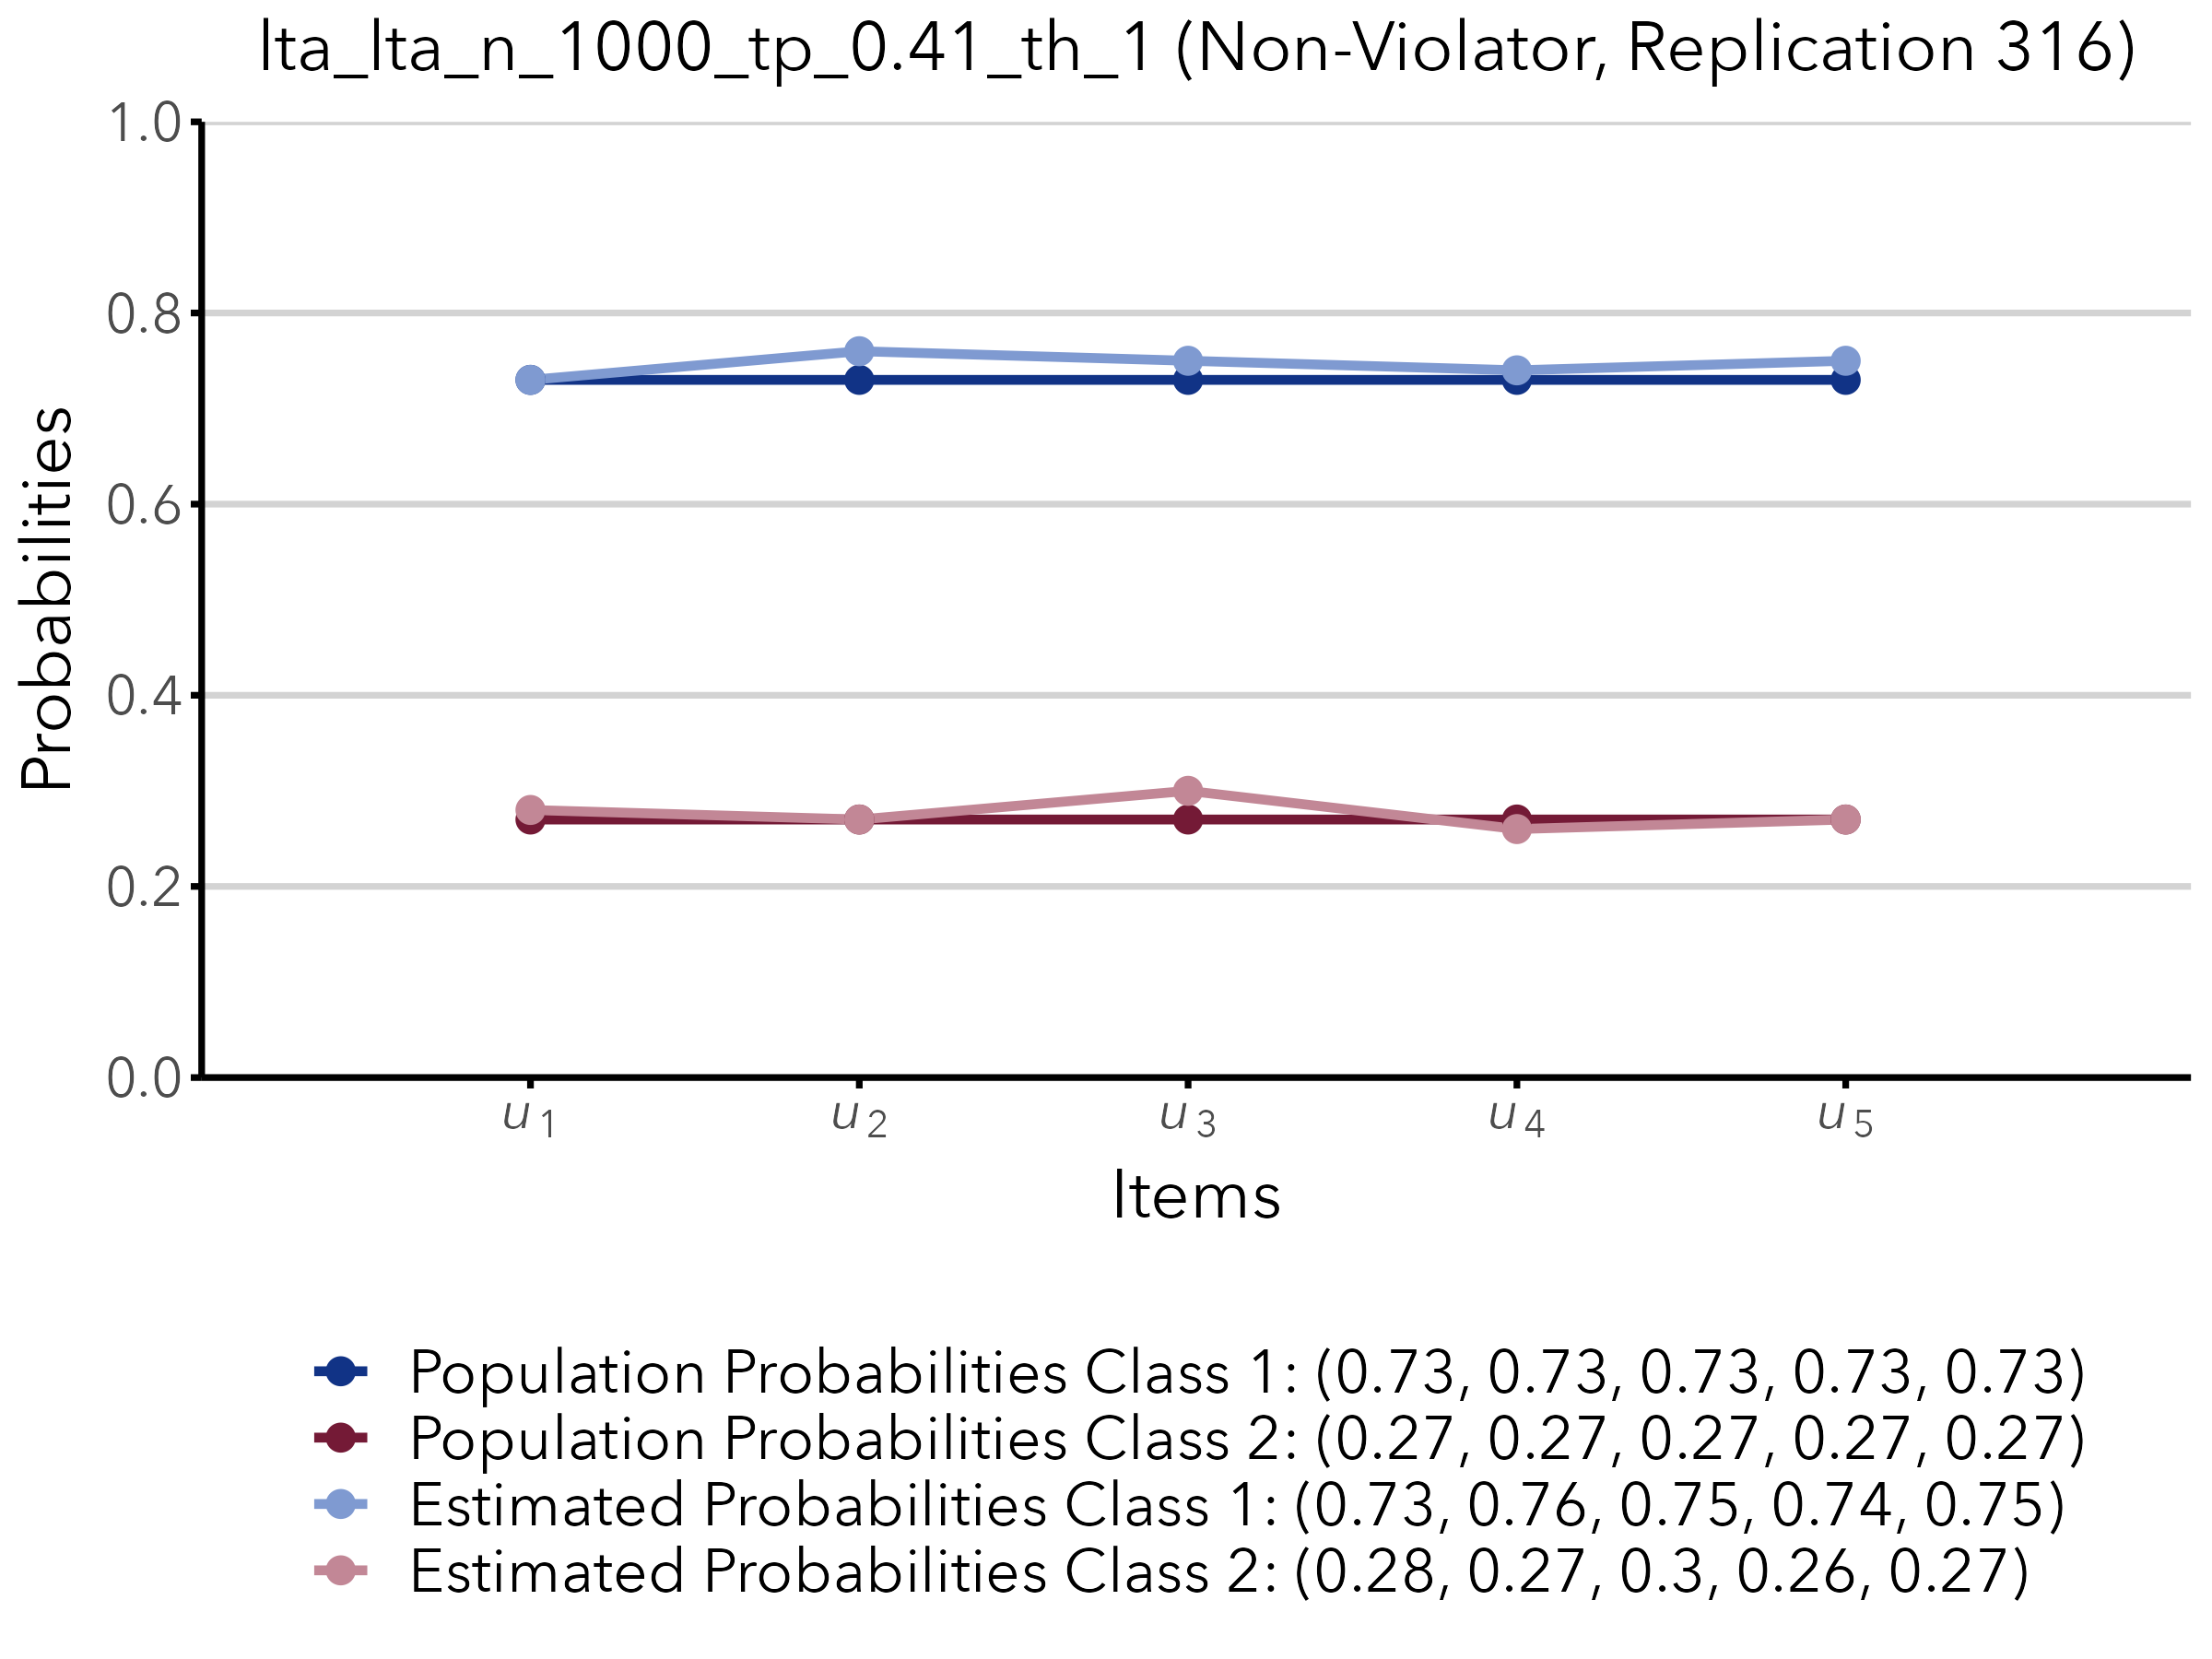 lta_lta_n_1000_tp_0.41_th_1 (Non-Violator, Replication 316)
1.0
0.8
0.6
0.4
0.2
0.0
Probabilities
u1 u2 u3 u4 u5
Items
Population Probabilities Class 1: (0.73, 0.73, 0.73, 0.73, 0.73)
Population Probabilities Class 2: (0.27, 0.27, 0.27, 0.27, 0.27)
Estimated Probabilities Class 1: (0.73, 0.76, 0.75, 0.74, 0.75)
Estimated Probabilities Class 2: (0.28, 0.27, 0.3, 0.26, 0.27)